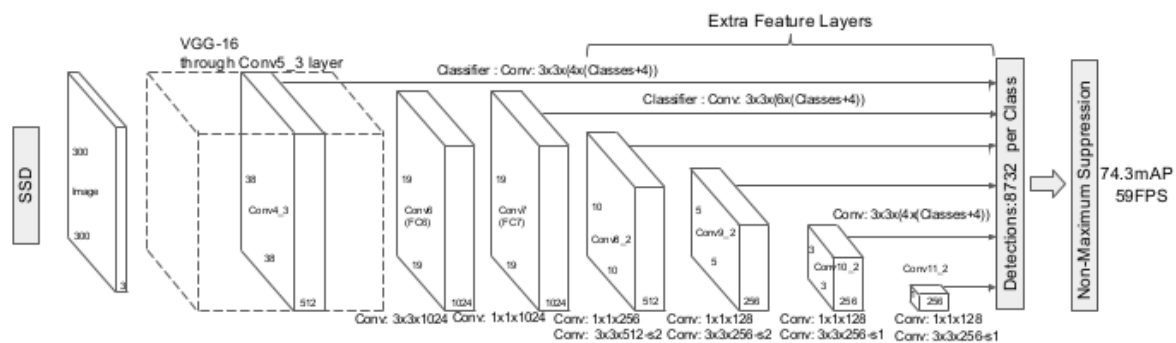 Extra Feature Layers
VGG-16
through Conv5_3 layer
Classifier : Conv: 3x3x(4x(Classes+4))
Classifier : Conv: 3x3x(6x(Classes+4))
SSD
300
Image
300
3
38
Conv4_3
38
512
19
Conv6
(FC6)
19
1024
19
Conv7
(FC7)
19
1024
10
Conv8_2
10
512
5
Conv9_2
5
256
Conv: 3x3x(4x(Classes+4))
3
Conv10_2
3
256
Conv11_2
256
Detections:8732 per Class
Non-Maximum Suppression
74.3mAP
59FPS
Conv: 3x3x1024
Conv: 1x1x1024
Conv: 1x1x256
Conv: 3x3x512-s2
Conv: 1x1x128
Conv: 3x3x256-s2
Conv: 1x1x128
Conv: 3x3x256-s1
Conv: 1x1x128
Conv: 3x3x256-s1